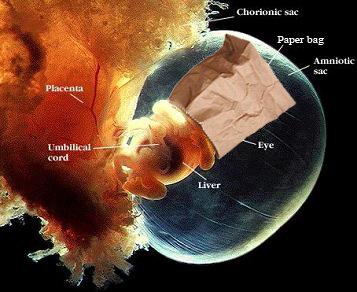 Chorionic sac
Paper bag
Amniotic
sac
Placenta
Eye
Umbilical
cord
Liver